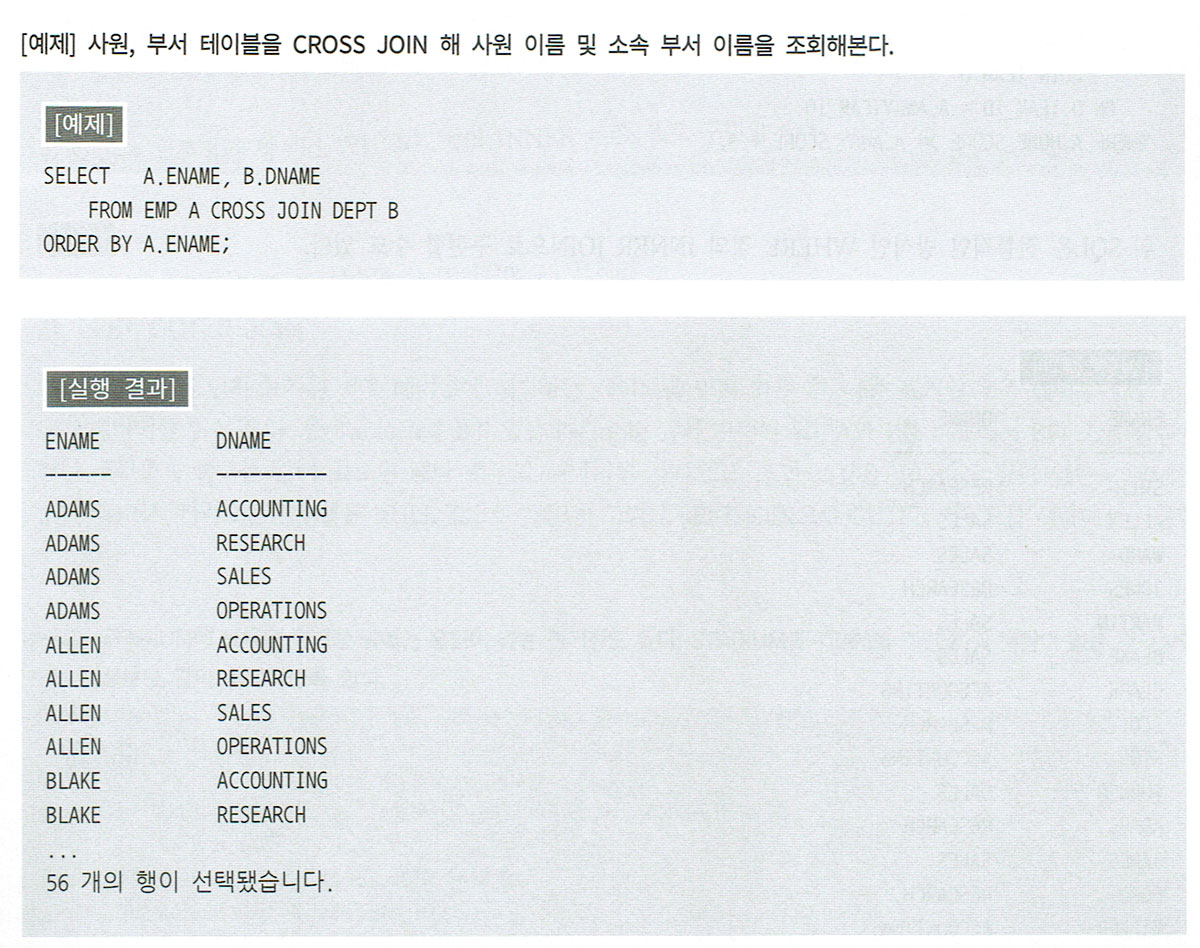 [예제] 사원, 부서 테이블을 CROSS JOIN 해 사원 이름 및 소속 부서 이름을 조회해본다.
[예제]
SELECT A.ENAME, B.DNAME
FROM EMP A CROSS JOIN DEPT B
ORDER BY A.ENAME;
[실행 결과]
ENAME DNAME
------ ----------
ADAMS ACCOUNTING
ADAMS RESEARCH
ADAMS SALES
ADAMS OPERATIONS
ALLEN ACCOUNTING
ALLEN RESEARCH
ALLEN SALES
ALLEN OPERATIONS
BLAKE ACCOUNTING
BLAKE RESEARCH
...
56 개의 행이 선택됐습니다.